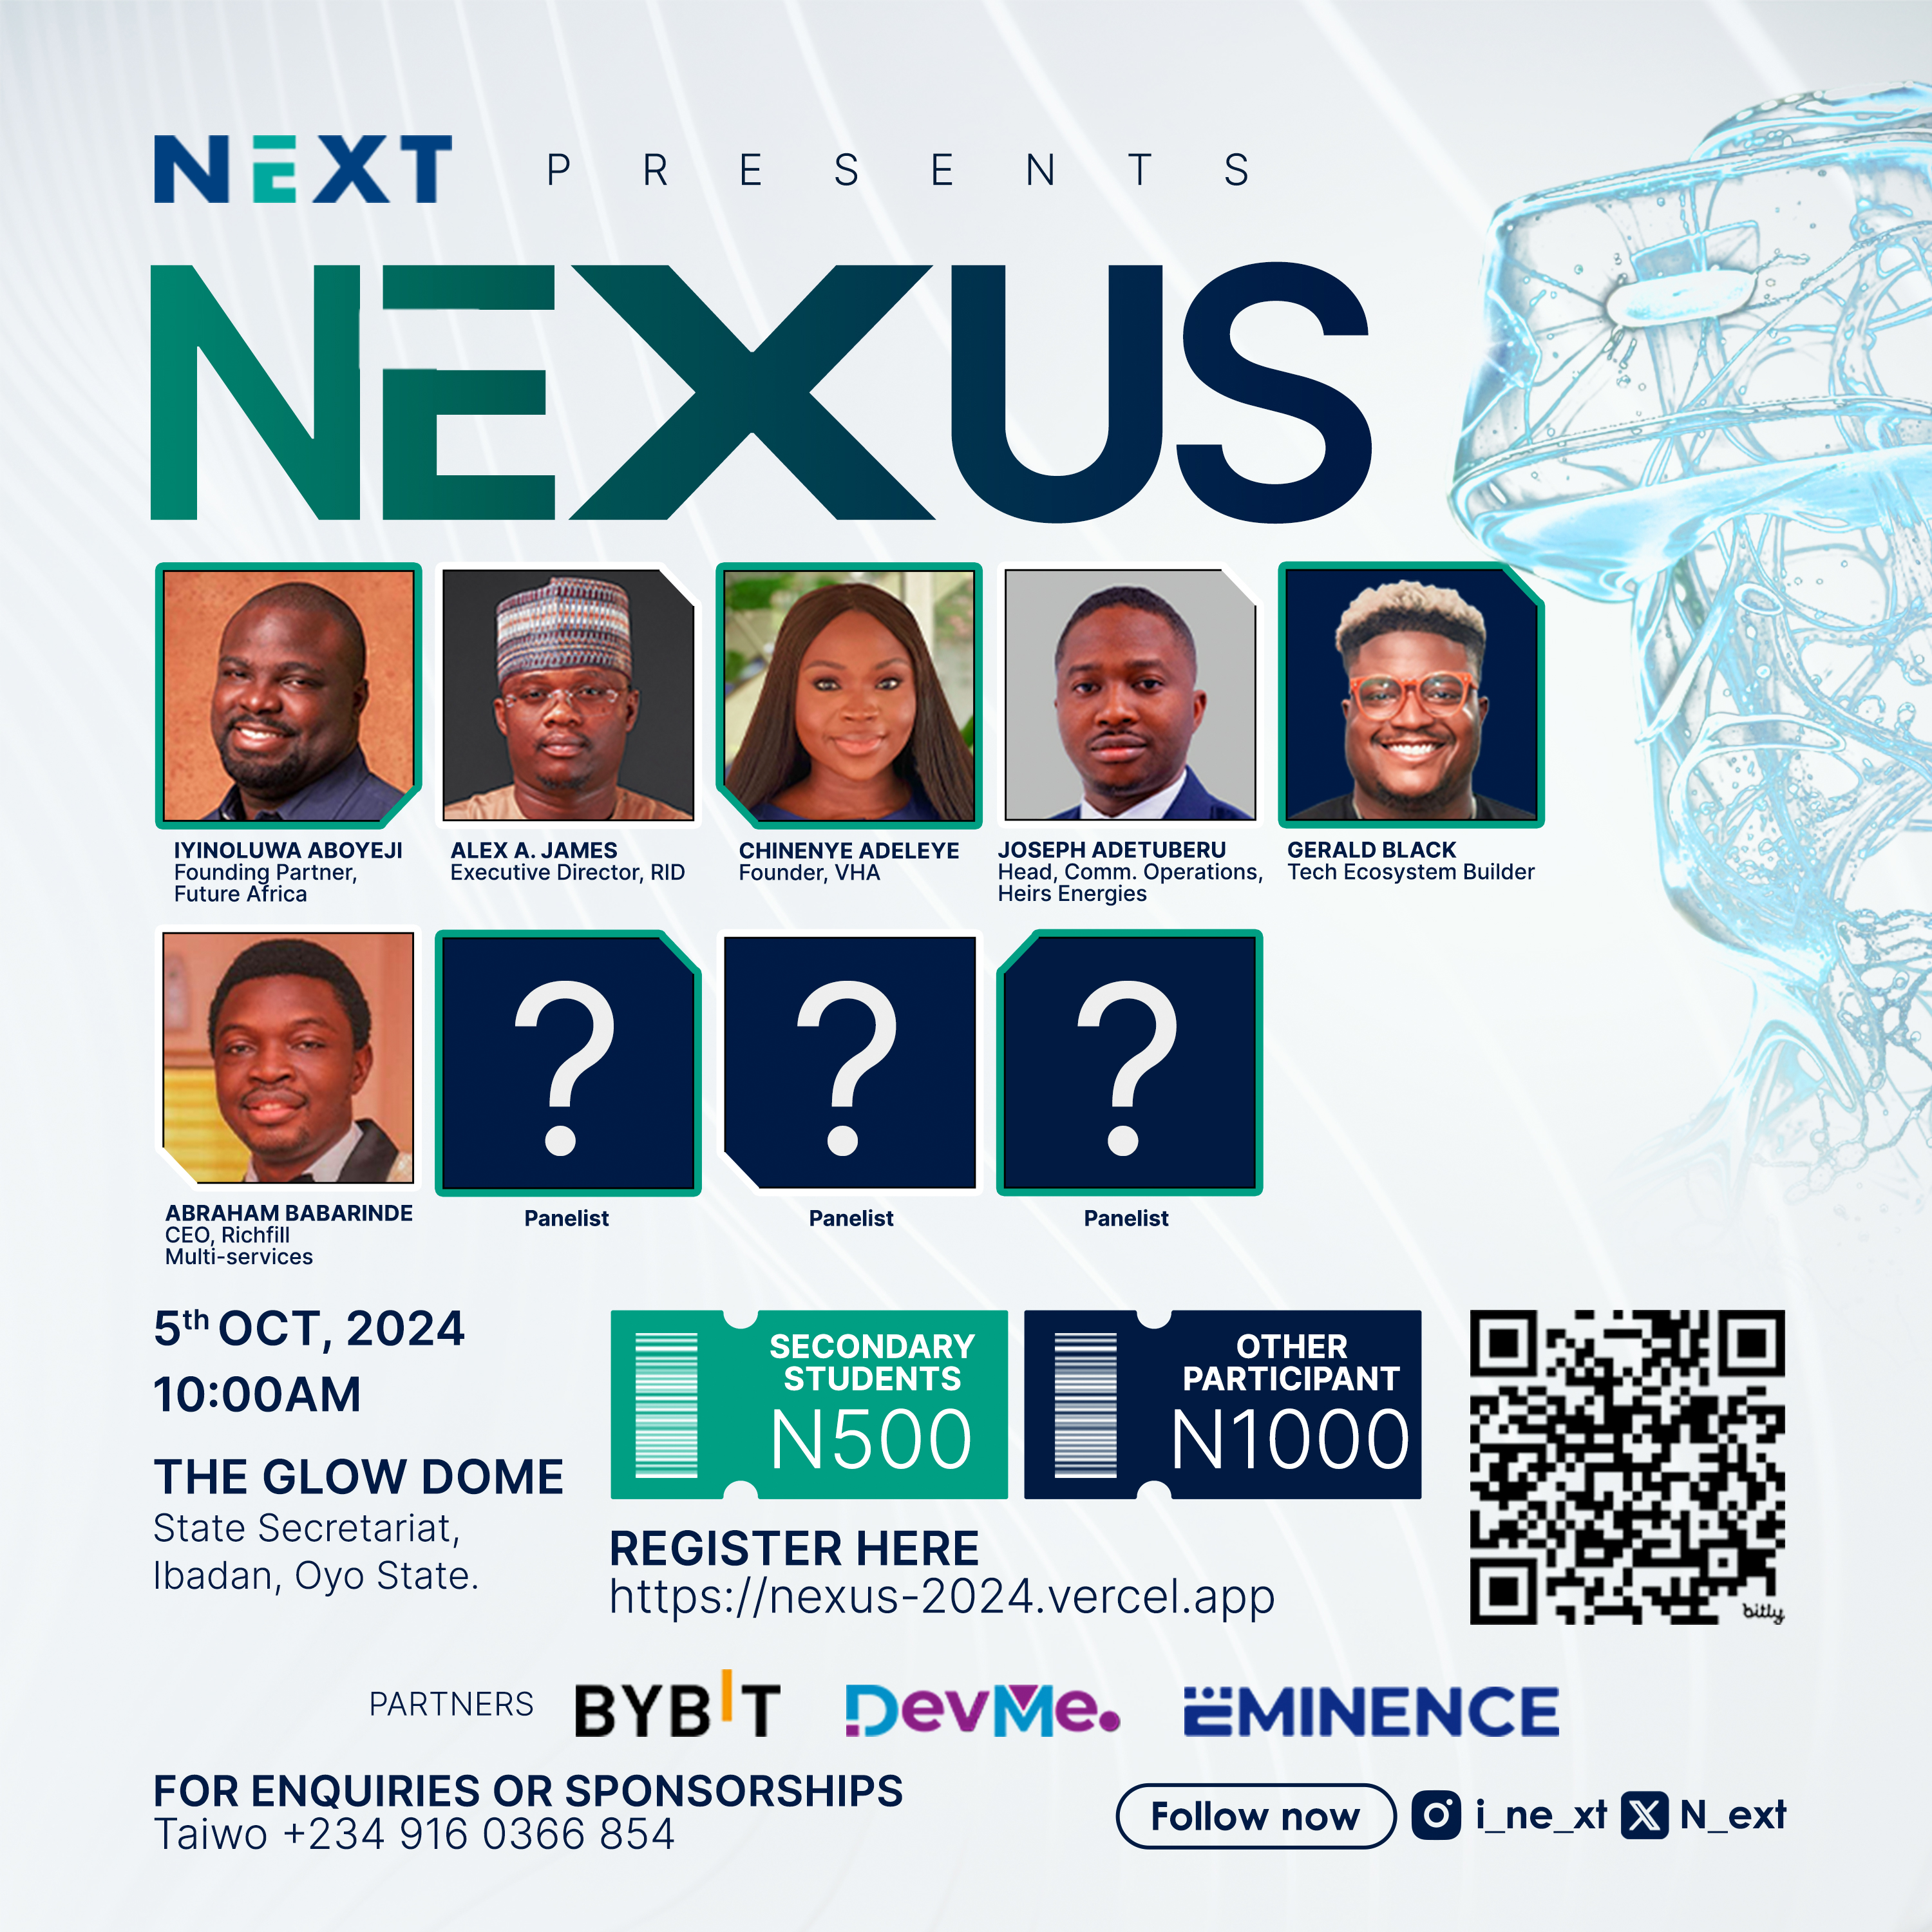 NEXT PRESENTS
NEXUS
IYINOLUWA ABOYEJI
Founding Partner,
Future Africa
ALEX A. JAMES
Executive Director, RID
CHINENYE ADELEYE
Founder, VHA
JOSEPH ADETUBERU
Head, Comm. Operations,
Heirs Energies
GERALD BLACK
Tech Ecosystem Builder
ABRAHAM BABARINDE
CEO, Richfill
Multi-services
?
Panelist
?
Panelist
?
Panelist
5th OCT, 2024
10:00AM
THE GLOW DOME
State Secretariat,
Ibadan, Oyo State.
SECONDARY
STUDENTS
N500
OTHER
PARTICIPANT
N1000
REGISTER HERE
https://nexus-2024.vercel.app
bitly
PARTNERS BYBIT DevMe. EMINENCE
FOR ENQUIRIES OR SPONSORSHIPS
Taiwo +234 916 0366 854
Follow now i_ne_xt N_ext